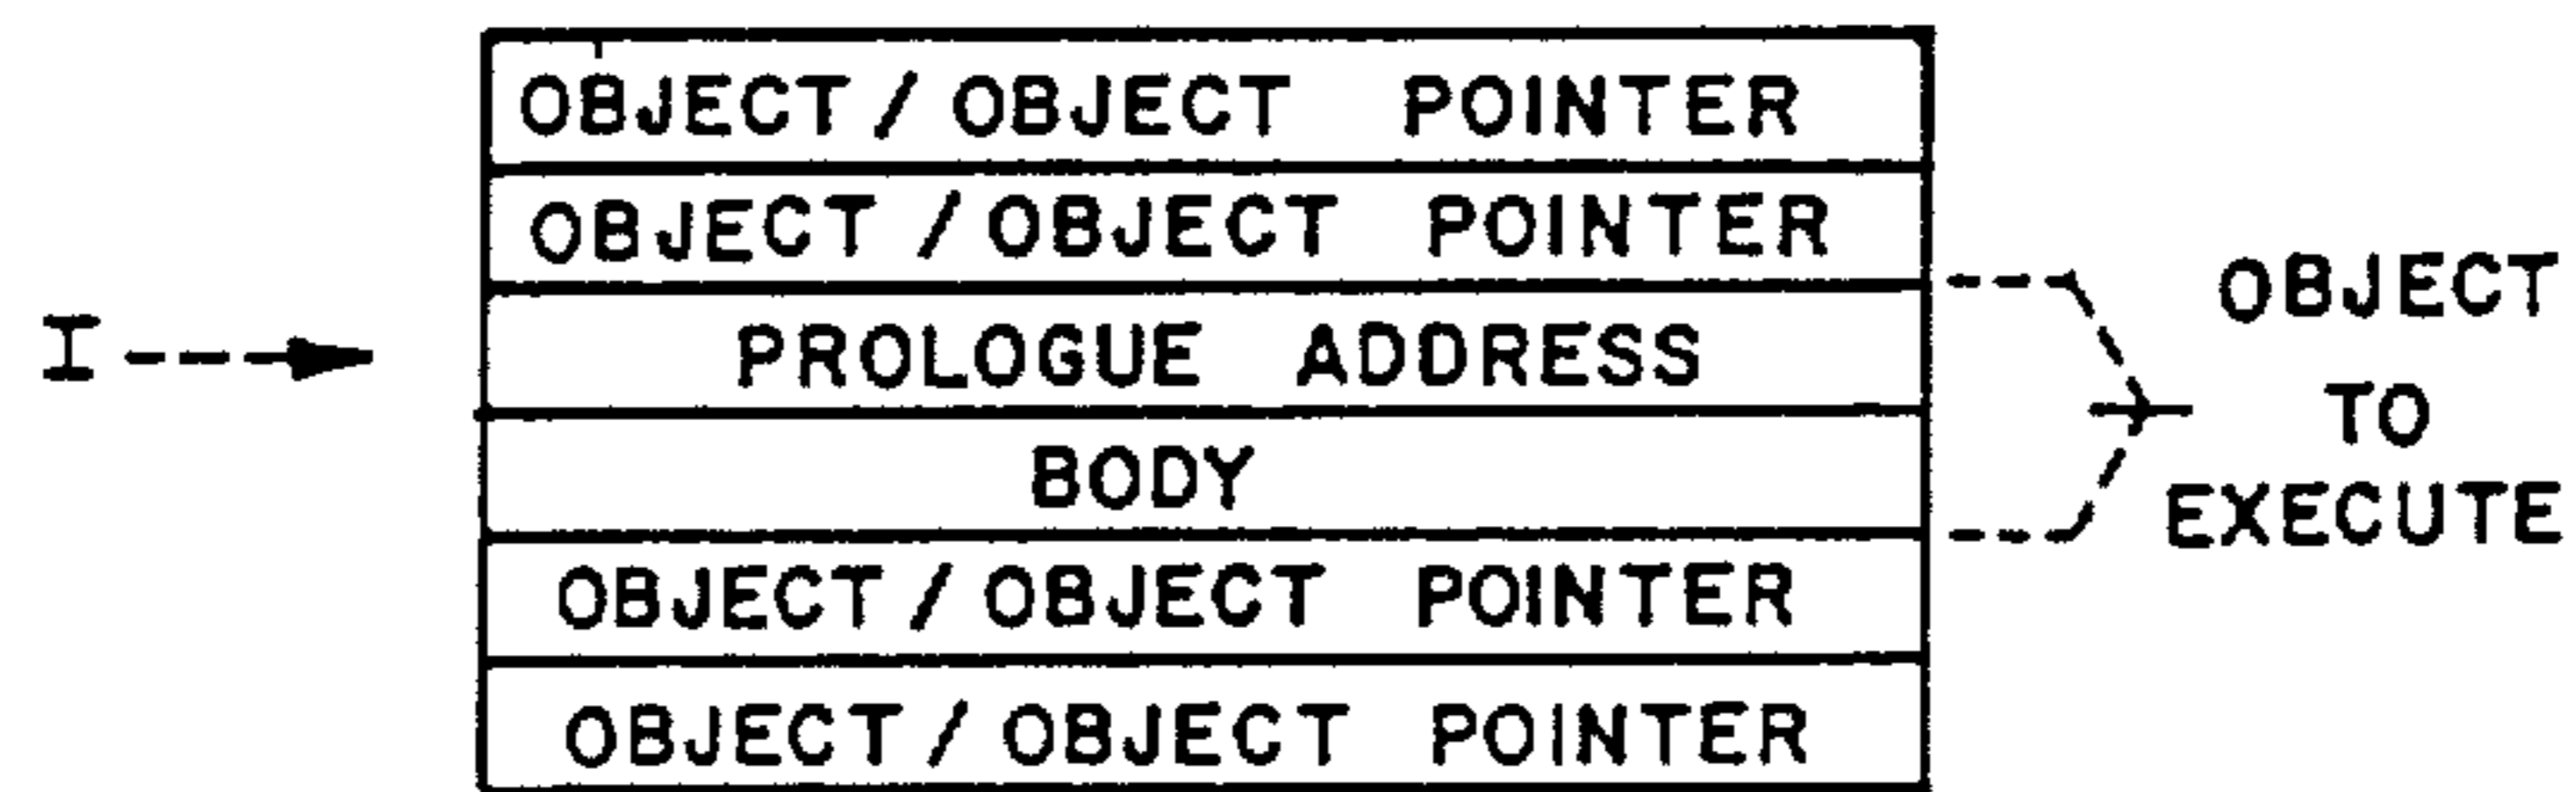 OBJECT / OBJECT POINTER
OBJECT / OBJECT POINTER
I
PROLOGUE ADDRESS
BODY
OBJECT / OBJECT POINTER
OBJECT / OBJECT POINTER
OBJECT
TO
EXECUTE